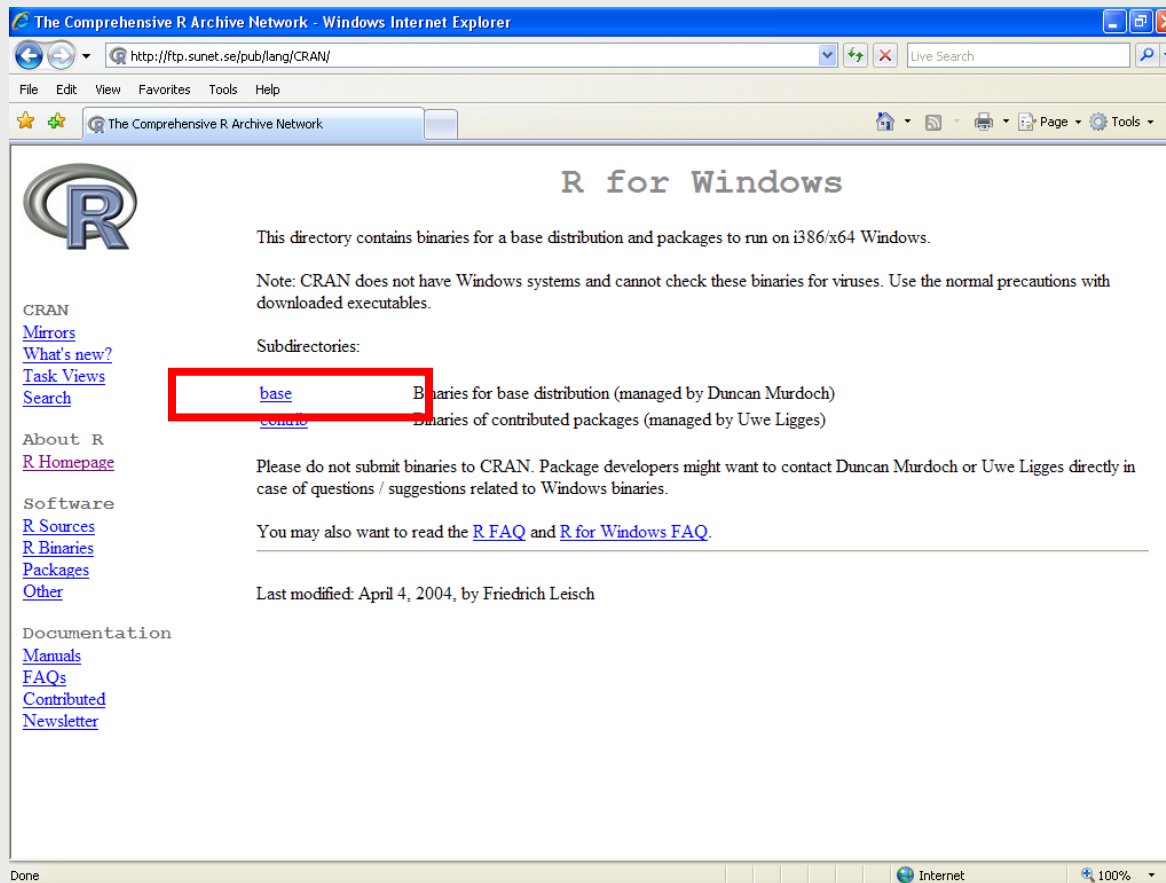 The Comprehensive R Archive Network - Windows Internet Explorer
http://ftp.sunet.se/pub/lang/CRAN/
Live Search
File Edit View Favorites Tools Help
The Comprehensive R Archive Network
Page Tools
R
R for Windows
This directory contains binaries for a base distribution and packages to run on i386/x64 Windows.
Note: CRAN does not have Windows systems and cannot check these binaries for viruses. Use the normal precautions with
downloaded executables.
Subdirectories:
base Binaries for base distribution (managed by Duncan Murdoch)
contrib Binaries of contributed packages (managed by Uwe Ligges)
Please do not submit binaries to CRAN. Package developers might want to contact Duncan Murdoch or Uwe Ligges directly in
case of questions / suggestions related to Windows binaries.
You may also want to read the R FAQ and R for Windows FAQ.
Last modified: April 4, 2004, by Friedrich Leisch
CRAN
Mirrors
What's new?
Task Views
Search
About R
R Homepage
Software
R Sources
R Binaries
Packages
Other
Documentation
Manuals
FAQs
Contributed
Newsletter
Done
Internet
100%